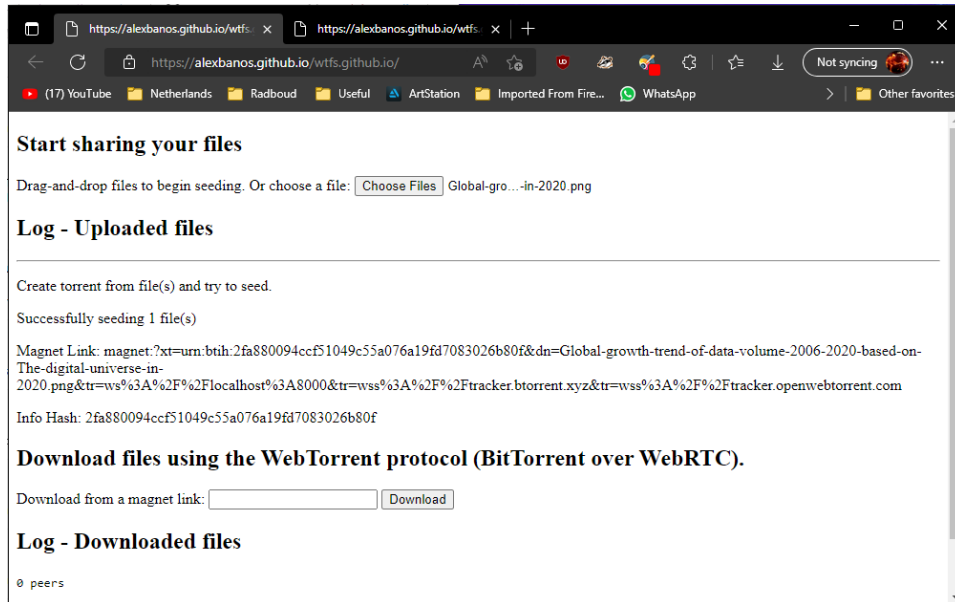 https://alexbanos.github.io/wtfs. https://alexbanos.github.io/wtfs.
https://alexbanos.github.io/wtfs.github.io/ Not syncing
(17) YouTube Netherlands Radboud Useful ArtStation Imported From Fire... WhatsApp Other favorites
Start sharing your files
Drag-and-drop files to begin seeding. Or choose a file: Choose Files Global-gro...-in-2020.png
Log - Uploaded files
Create torrent from file(s) and try to seed.
Successfully seeding 1 file(s)
Magnet Link: magnet:?xt=urn:btih:2fa880094ccf51049c55a076a19fd7083026b80f&dn=Global-growth-trend-of-data-volume-2006-2020-based-on-
The-digital-universe-in-
2020.png&tr=ws%3A%2F%2Flocalhost%3A8000&tr=wss%3A%2F%2Ftracker.btorrent.xyz&tr=wss%3A%2F%2Ftracker.openwebtorrent.com
Info Hash: 2fa880094ccf51049c55a076a19fd7083026b80f
Download files using the WebTorrent protocol (BitTorrent over WebRTC).
Download from a magnet link: Download
Log - Downloaded files
0 peers